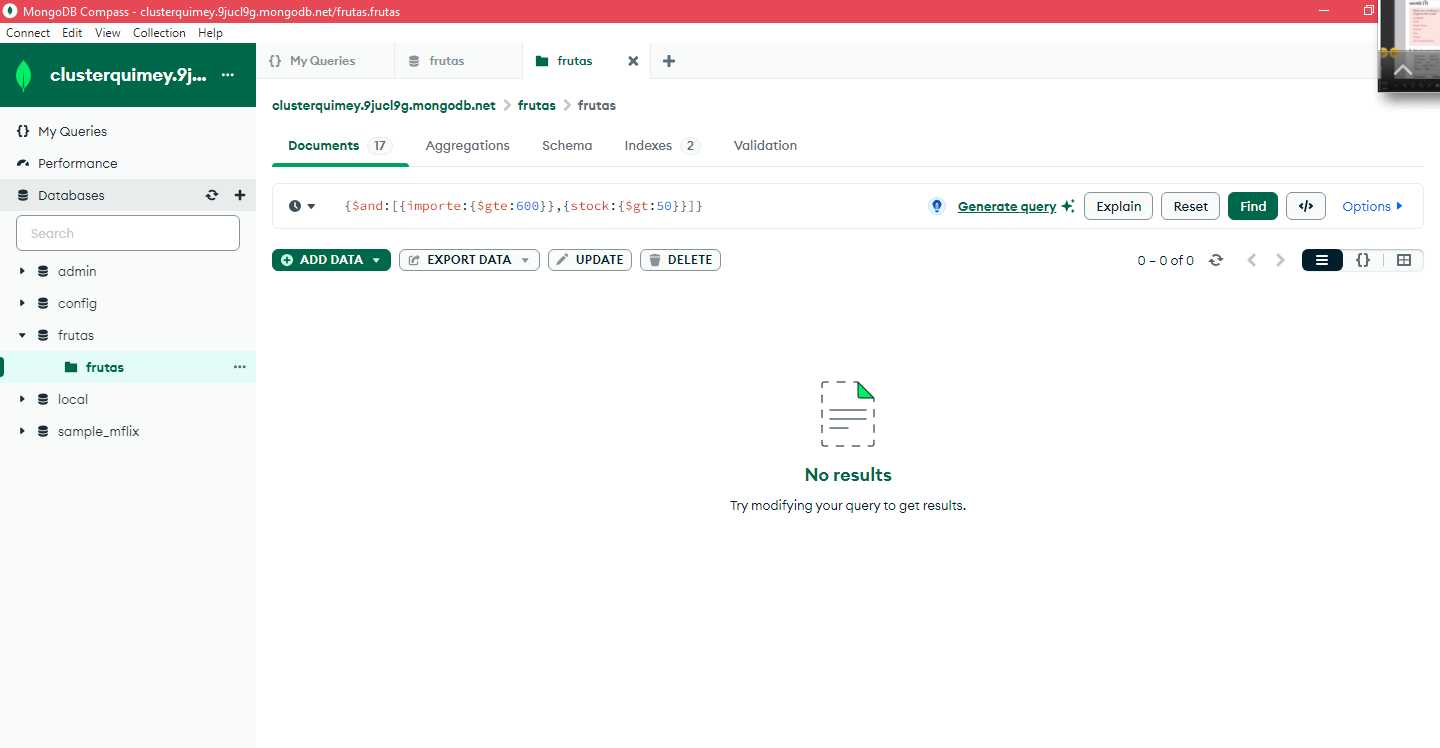 MongoDB Compass - clusterquimey.9jucl9g.mongodb.net/frutas.frutas
Connect Edit View Collection Help
clusterquimey.9j... ...
{} My Queries
frutas
frutas
clusterquimey.9jucl9g.mongodb.net > frutas > frutas
My Queries
Performance
Databases
Search
admin
config
frutas
frutas ...
local
sample_mflix
Documents 17 Aggregations Schema Indexes 2 Validation
{$and:[{importe:{$gte:600}},{stock:{$gt:50}}]}
Generate query Explain Reset Find </> Options
ADD DATA EXPORT DATA UPDATE DELETE
0 – 0 of 0 {}
No results
Try modifying your query to get results.